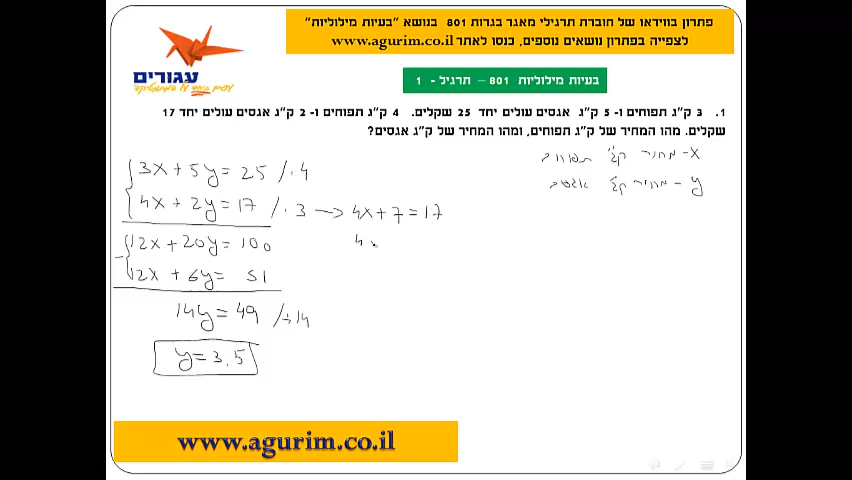 פתרון בווידאו של חוברת תרגילי מאגר בגרות 801 בנושא "בעיות מילוליות"
לצפייה בפתרון נושאים נוספים, כנסו לאתר www.agurim.co.il
עגורים
בעיות מילוליות 801 – תרגיל - 1
1. 3 ק"ג תפוחים ו- 5 ק"ג אגסים עולים יחד 25 שקלים. 4 ק"ג תפוחים ו- 2 ק"ג אגסים עולים יחד 17
שקלים. מהו המחיר של ק"ג תפוחים, ומהו המחיר של ק"ג אגסים?
x - מחיר ק"ג תפוחים
y - מחיר ק"ג אגסים
3x + 5y = 25 /·4
4x + 2y = 17 /·3 → 4x + 7 = 17
12x + 20y = 100
4x
12x + 6y = 51
14y = 49 /÷14
y = 3.5
www.agurim.co.il